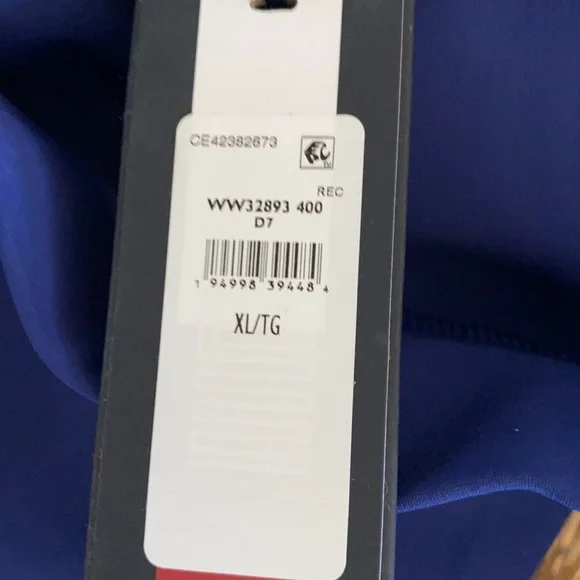 CE42382673
REC
WW32893 400
D7
1 94998 39448 4
XL/TG